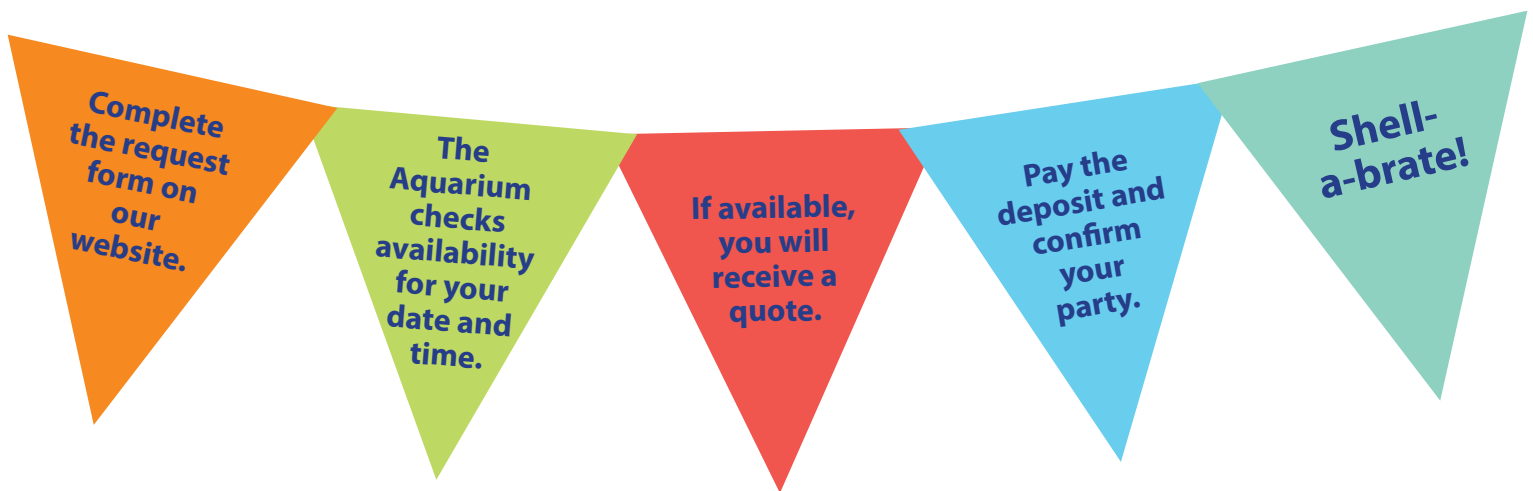 Complete
the request
form on
our
website.
The
Aquarium
checks
availability
for your
date and
time.
If available,
you will
receive a
quote.
Pay the
deposit and
confirm
your
party.
Shell-
a-brate!